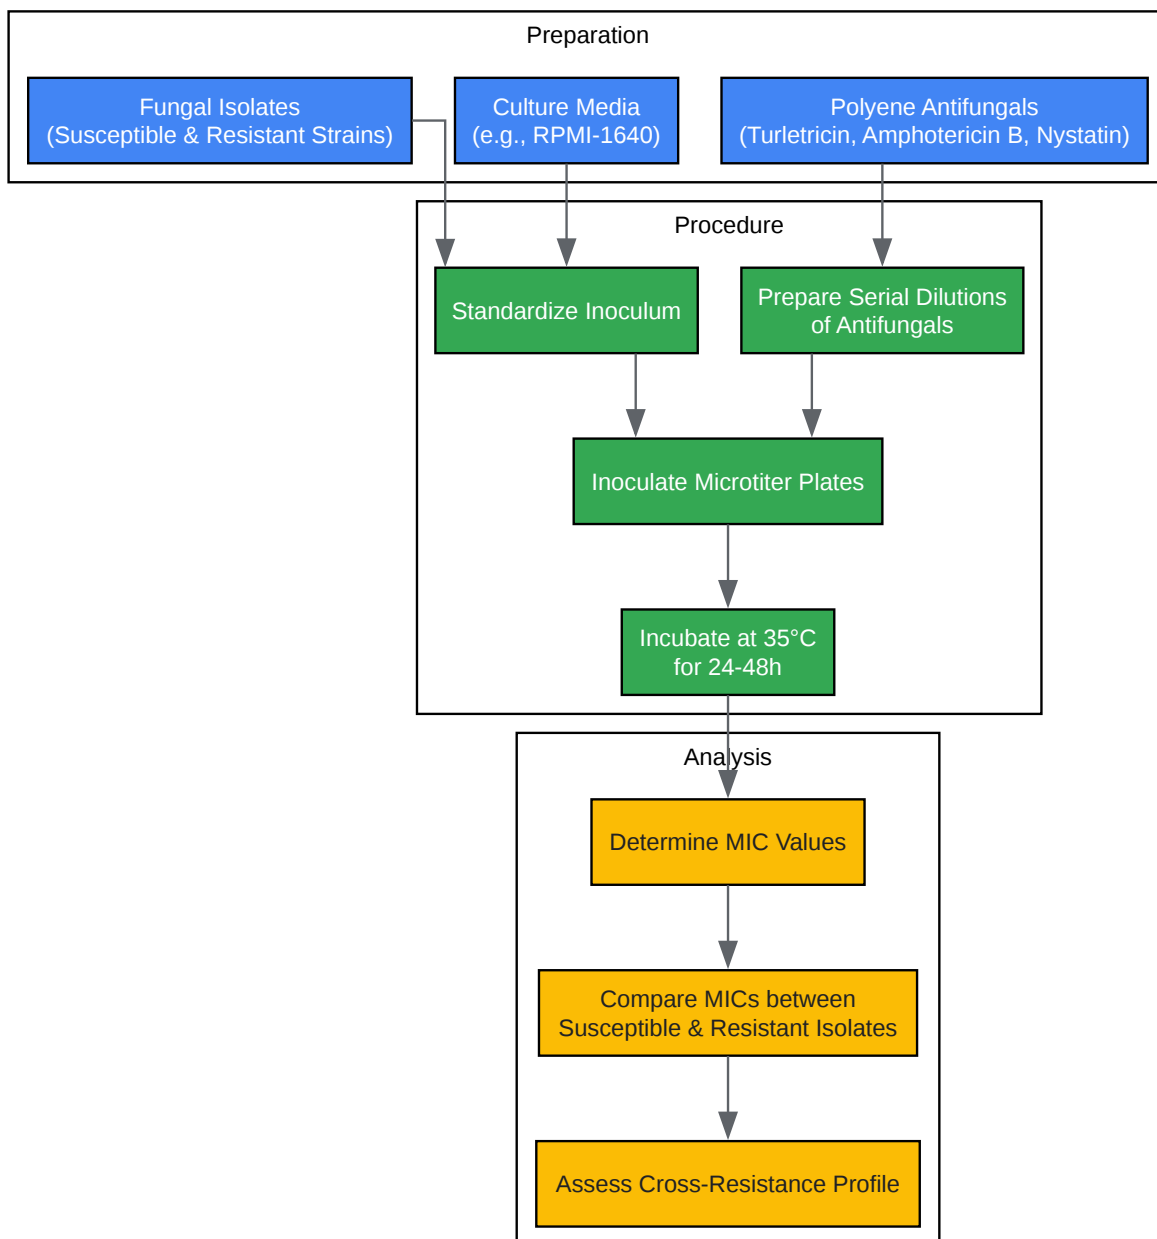 Preparation
Fungal Isolates
(Susceptible & Resistant Strains)
Culture Media
(e.g., RPMI-1640)
Polyene Antifungals
(Turletricin, Amphotericin B, Nystatin)
Procedure
Standardize Inoculum
Prepare Serial Dilutions
of Antifungals
Inoculate Microtiter Plates
Incubate at 35°C
for 24-48h
Analysis
Determine MIC Values
Compare MICs between
Susceptible & Resistant Isolates
Assess Cross-Resistance Profile